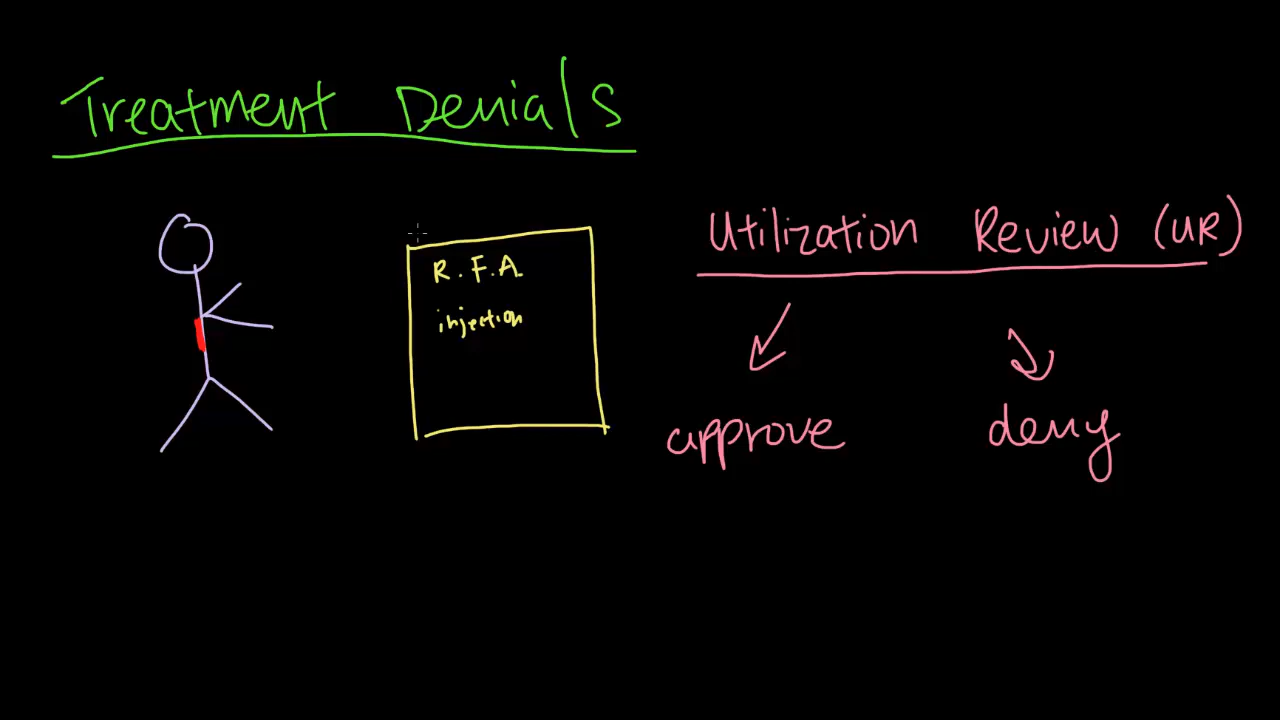 Treatment Denials
R.F.A
injection
Utilization Review (UR)
approve
deny